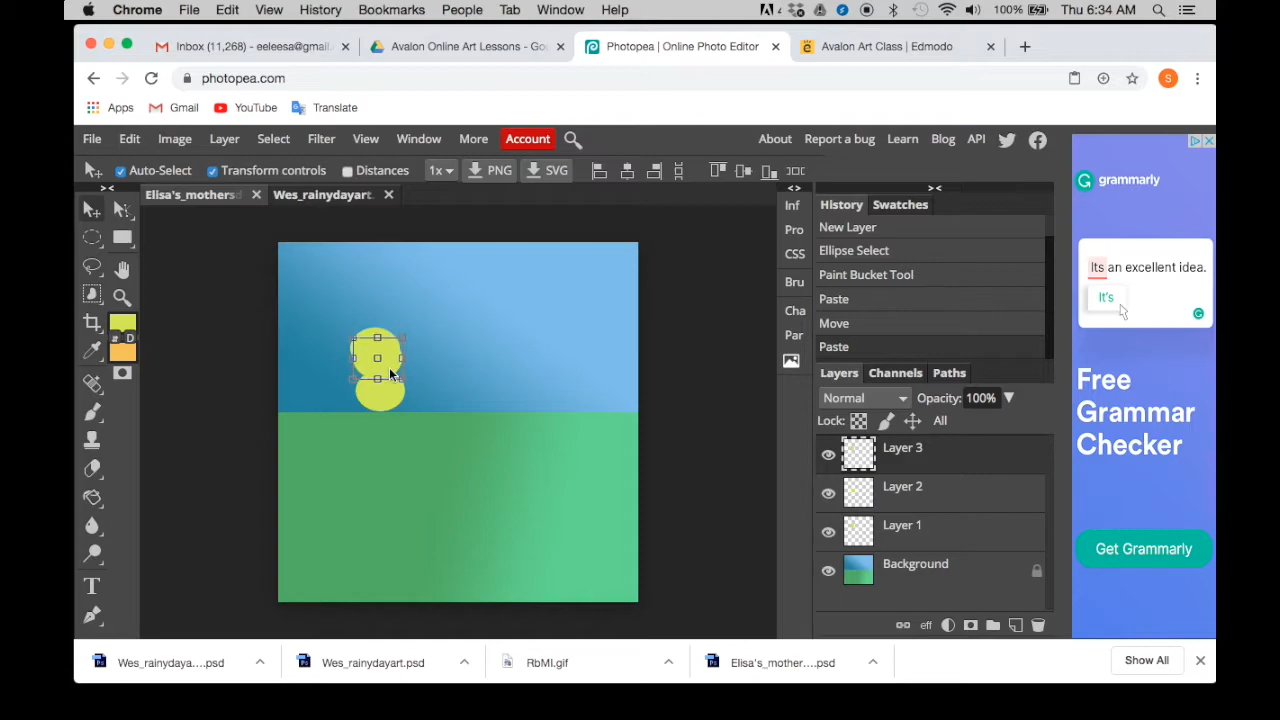 Chrome File Edit View History Bookmarks People Tab Window Help 100% Thu 6:34 AM
Inbox (11,268) - eeleesa@gmail. Avalon Online Art Lessons - Goo Photopea | Online Photo Editor Avalon Art Class | Edmodo
photopea.com S
Apps Gmail YouTube Translate
File Edit Image Layer Select Filter View Window More Account About Report a bug Learn Blog API
Auto-Select Transform controls Distances 1x PNG SVG
Elisa's_mothersd Wes_rainydayart.
Inf
Pro
CSS
Bru
Cha
Par
D
T
History Swatches
New Layer
Ellipse Select
Paint Bucket Tool
Paste
Move
Paste
Layers Channels Paths
Normal Opacity: 100%
Lock: All
Layer 3
Layer 2
Layer 1
Background
eff
grammarly
Its an excellent idea.
It's
Free
Grammar
Checker
Get Grammarly
Wes_rainydaya....psd Wes_rainydayart.psd RbMI.gif Elisa's_mother....psd Show All